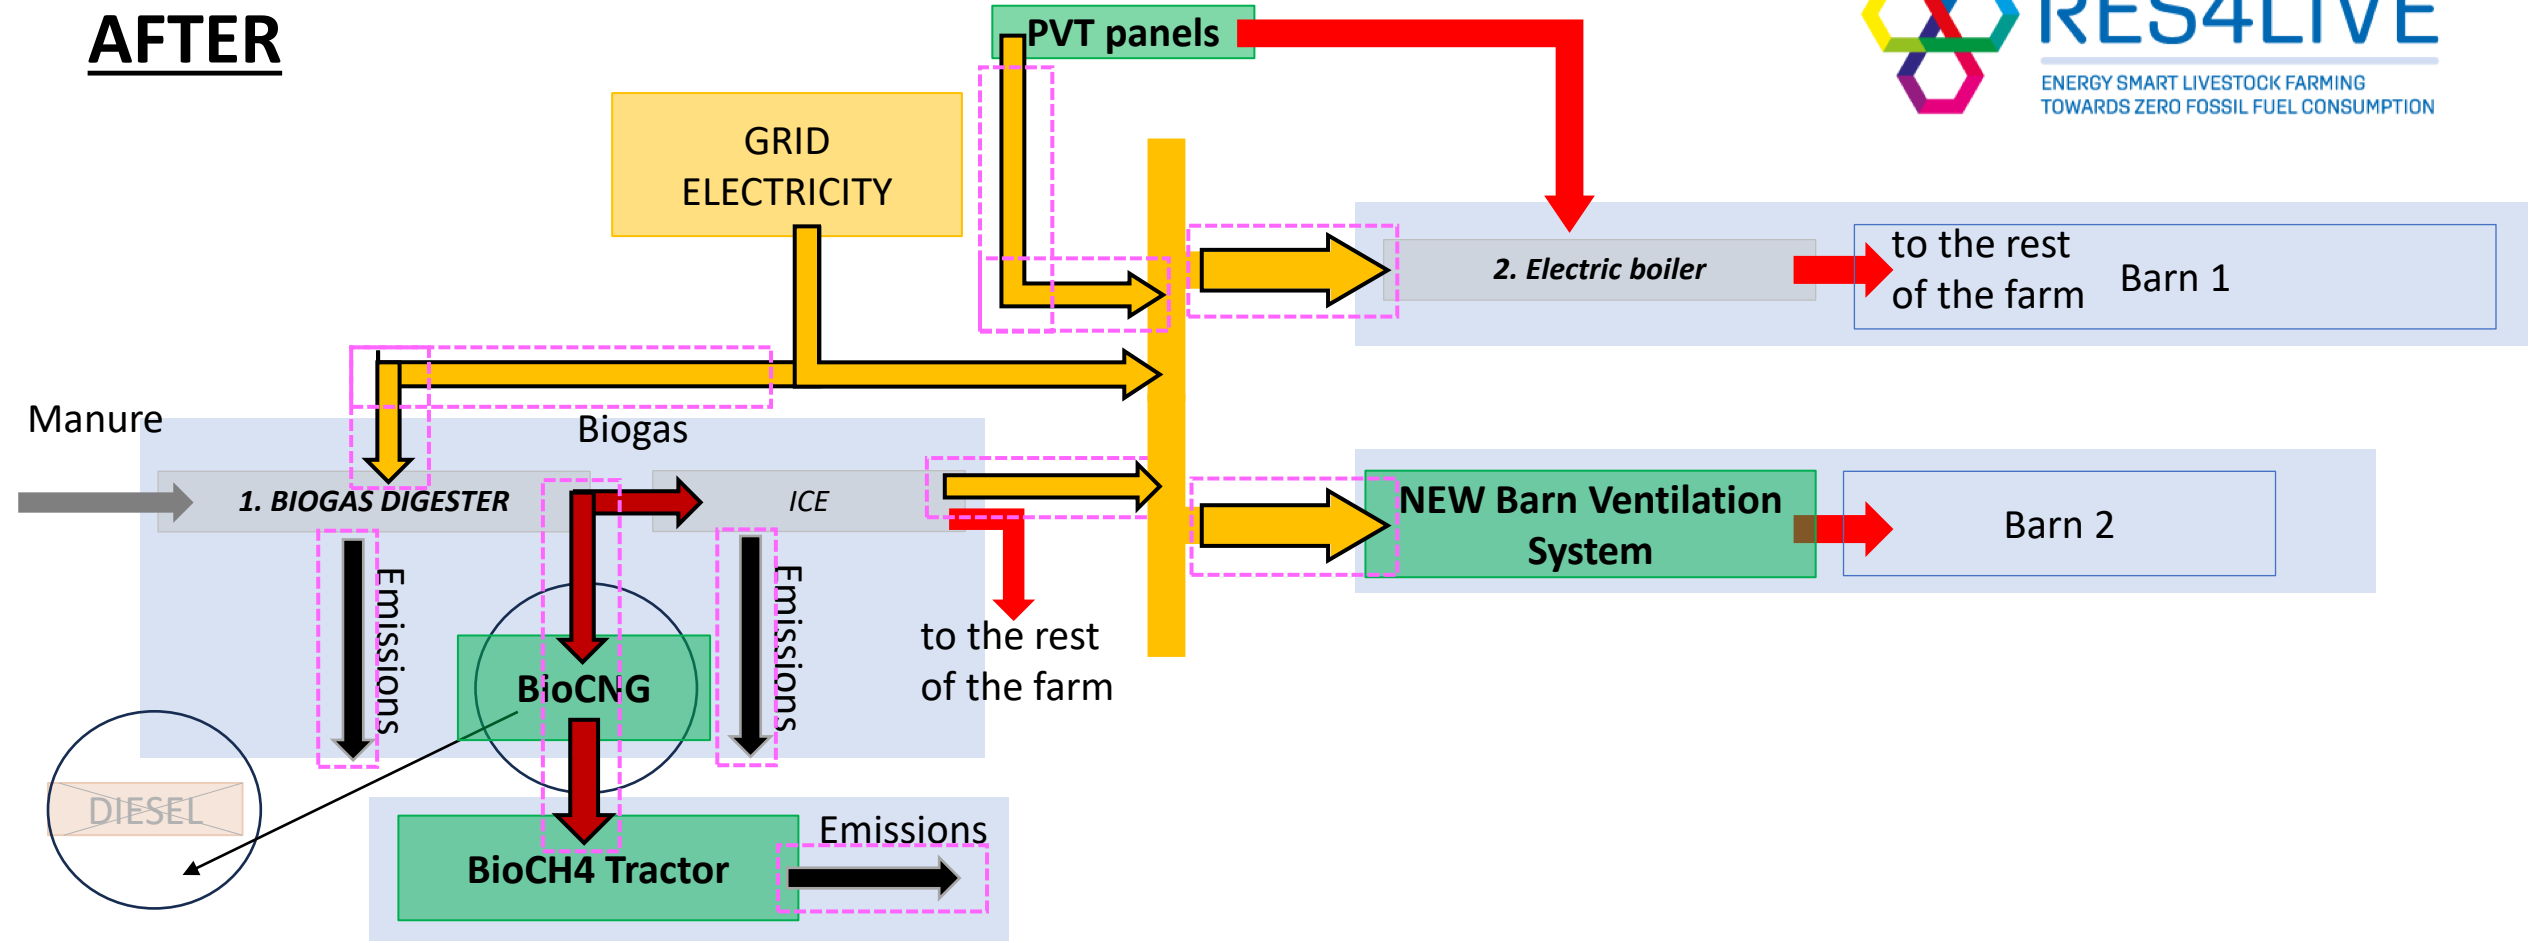 AFTER
PVT panels
RES4LIVE
ENERGY SMART LIVESTOCK FARMING
TOWARDS ZERO FOSSIL FUEL CONSUMPTION
GRID
ELECTRICITY
2. Electric boiler
to the rest
of the farm
Barn 1
Manure
Biogas
1. BIOGAS DIGESTER
ICE
NEW Barn Ventilation
System
Barn 2
Emissions
Emissions
to the rest
of the farm
BioCNG
DIESEL
Emissions
BioCH4 Tractor